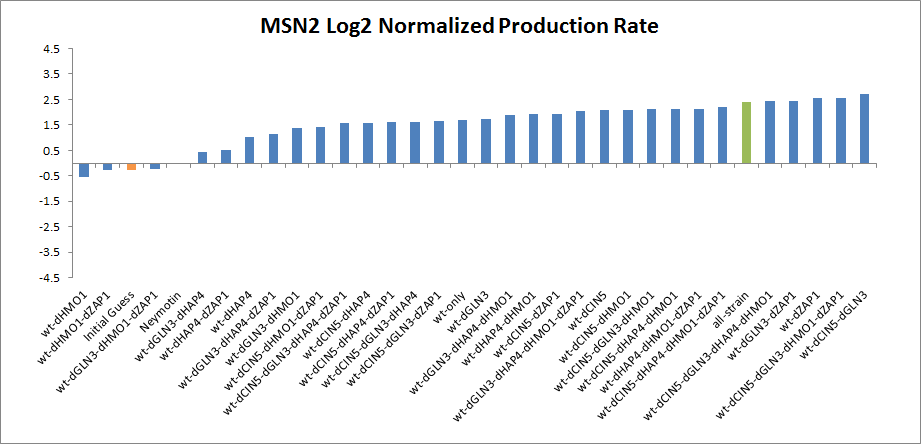 MSN2 Log2 Normalized Production Rate
4.5
3.5
2.5
1.5
0.5
-0.5
-1.5
-2.5
-3.5
-4.5
wt-dHMO1
wt-dHMO1-dZAP1
Initial Guess
wt-dGLN3-dHMO1-dZAP1
Neymotin
wt-dGLN3-dHAP4
wt-dHAP4-dZAP1
wt-dHAP4
wt-dGLN3-dHAP4-dZAP1
wt-dGLN3-dHMO1
wt-dCIN5-dHMO1-dZAP1
wt-dCIN5-dGLN3-dHAP4-dZAP1
wt-dCIN5-dHAP4
wt-dCIN5-dHAP4-dZAP1
wt-dCIN5-dGLN3-dHAP4
wt-dCIN5-dGLN3-dZAP1
wt-only
wt-dGLN3
wt-dGLN3-dHAP4-dHMO1
wt-dHAP4-dHMO1
wt-dCIN5-dZAP1
wt-dGLN3-dHAP4-dHMO1-dZAP1
wt-dCIN5
wt-dCIN5-dHMO1
wt-dCIN5-dGLN3-dHMO1
wt-dCIN5-dHAP4-dHMO1
wt-dHAP4-dHMO1-dZAP1
wt-dCIN5-dHAP4-dHMO1-dZAP1
all-strain
wt-dCIN5-dGLN3-dHAP4-dHMO1
wt-dGLN3-dZAP1
wt-dZAP1
wt-dCIN5-dGLN3-dHMO1-dZAP1
wt-dCIN5-dGLN3